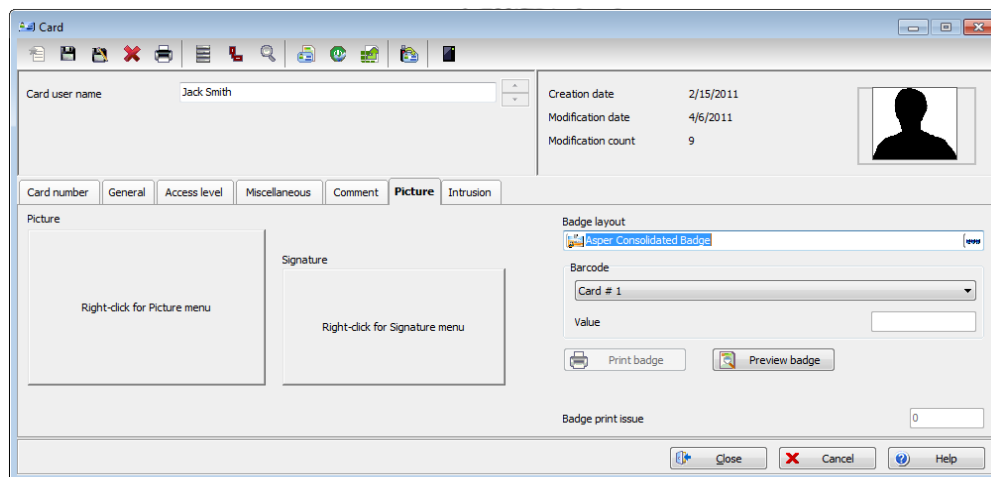 Card
Card user name
Jack Smith
Creation date 2/15/2011
Modification date 4/6/2011
Modification count 9
Card number General Access level Miscellaneous Comment Picture Intrusion
Picture
Right-click for Picture menu
Signature
Right-click for Signature menu
Badge layout
Asper Consolidated Badge
Barcode
Card # 1
Value
Print badge Preview badge
Badge print issue 0
Close Cancel Help